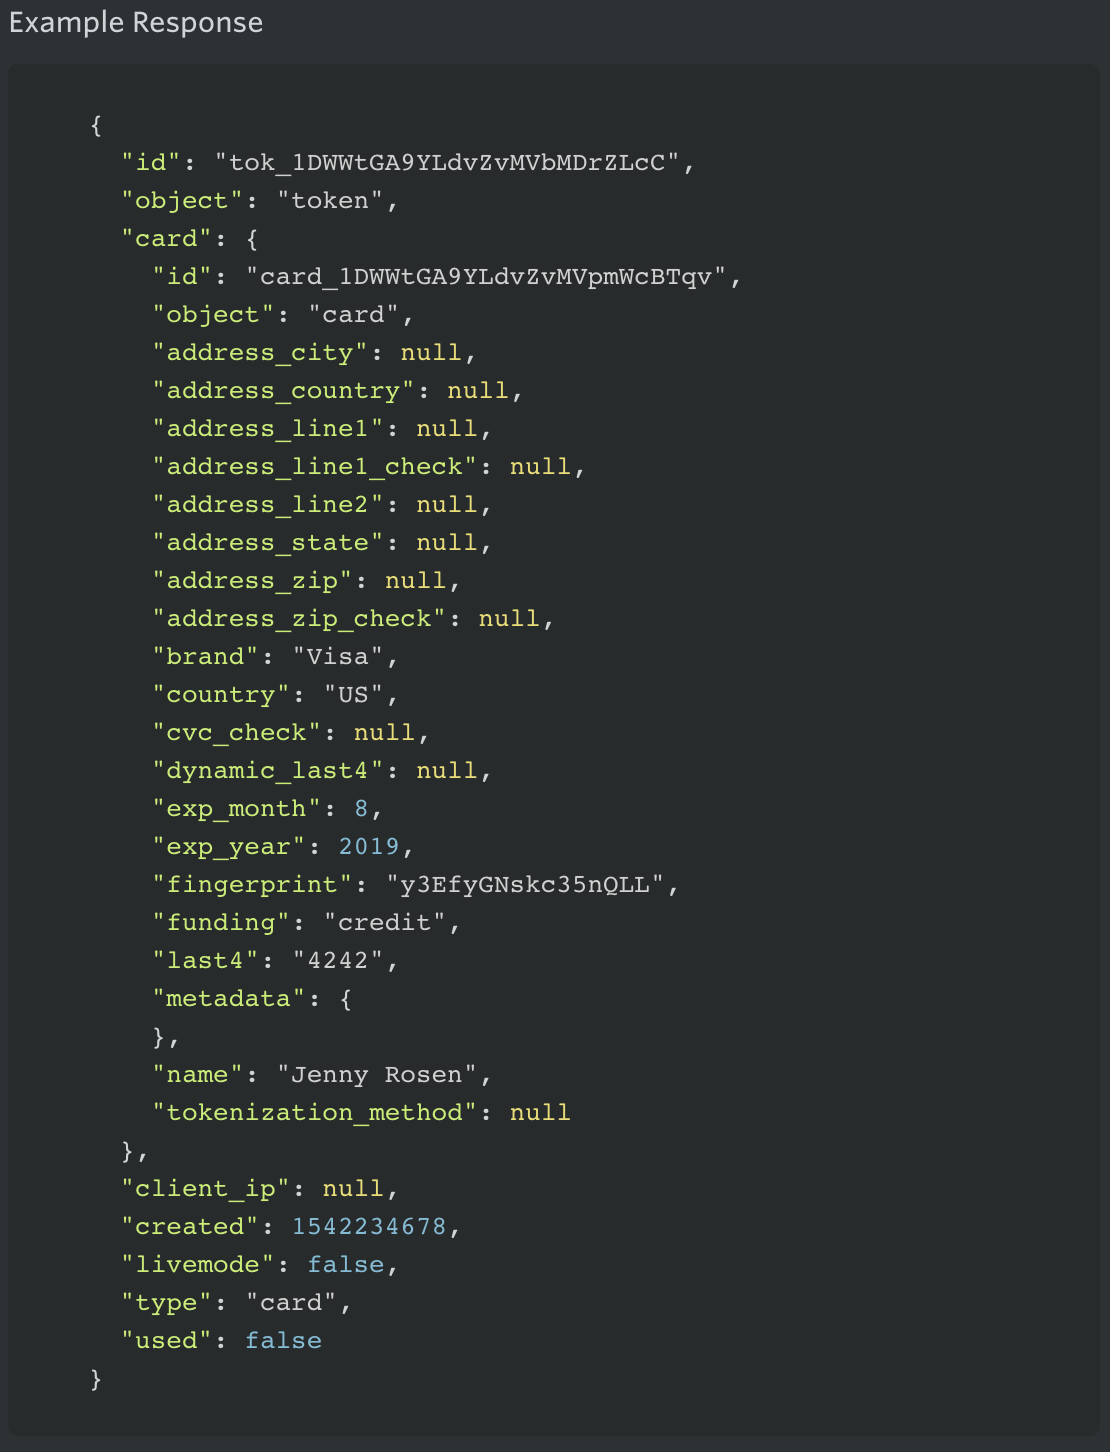 Example Response
{
"id": "tok_1DWWtGA9YLdvZvMVbMDrZLcC",
"object": "token",
"card": {
"id": "card_1DWWtGA9YLdvZvMVpmWcBTqv",
"object": "card",
"address_city": null,
"address_country": null,
"address_line1": null,
"address_line1_check": null,
"address_line2": null,
"address_state": null,
"address_zip": null,
"address_zip_check": null,
"brand": "Visa",
"country": "US",
"cvc_check": null,
"dynamic_last4": null,
"exp_month": 8,
"exp_year": 2019,
"fingerprint": "y3EfyGNskc35nQLL",
"funding": "credit",
"last4": "4242",
"metadata": {
},
"name": "Jenny Rosen",
"tokenization_method": null
},
"client_ip": null,
"created": 1542234678,
"livemode": false,
"type": "card",
"used": false
}